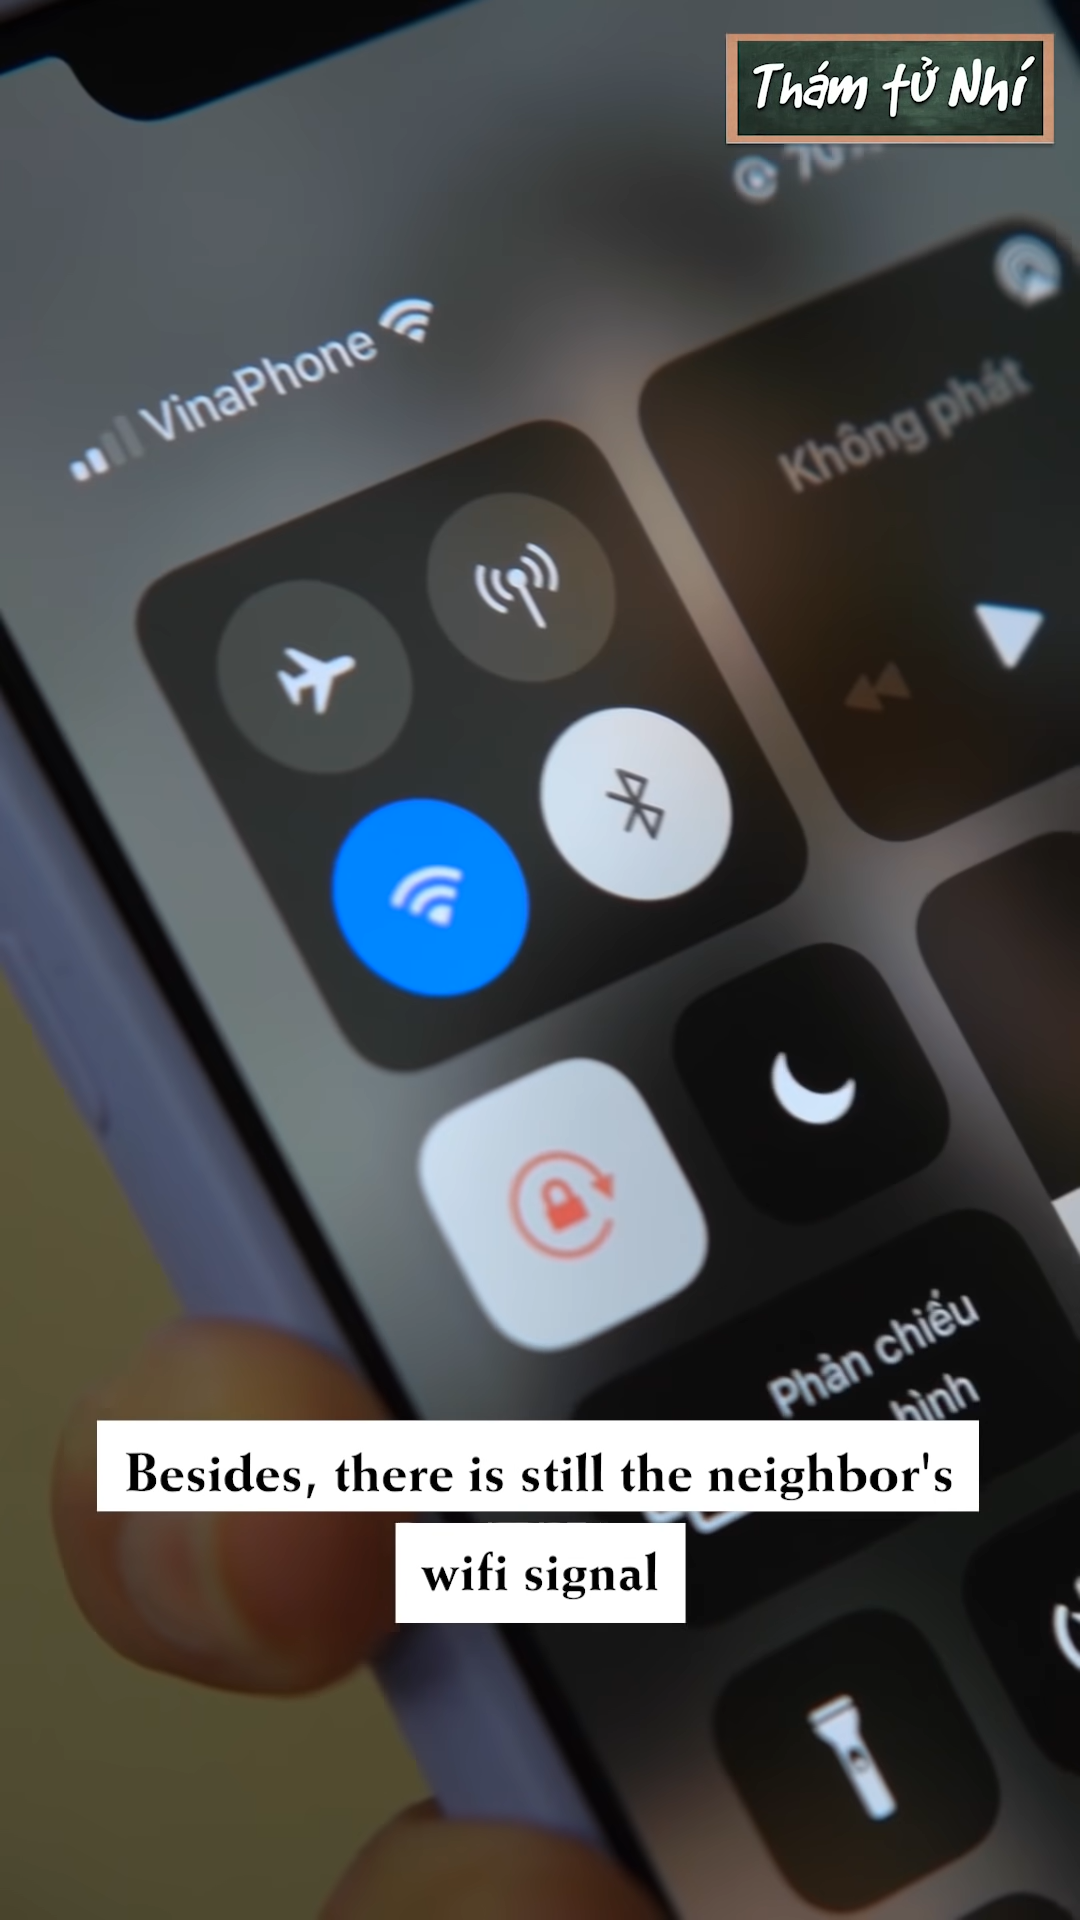 Thám tử Nhí
VinaPhone
Không phát
Phản chiếu
hình
Besides, there is still the neighbor's
wifi signal